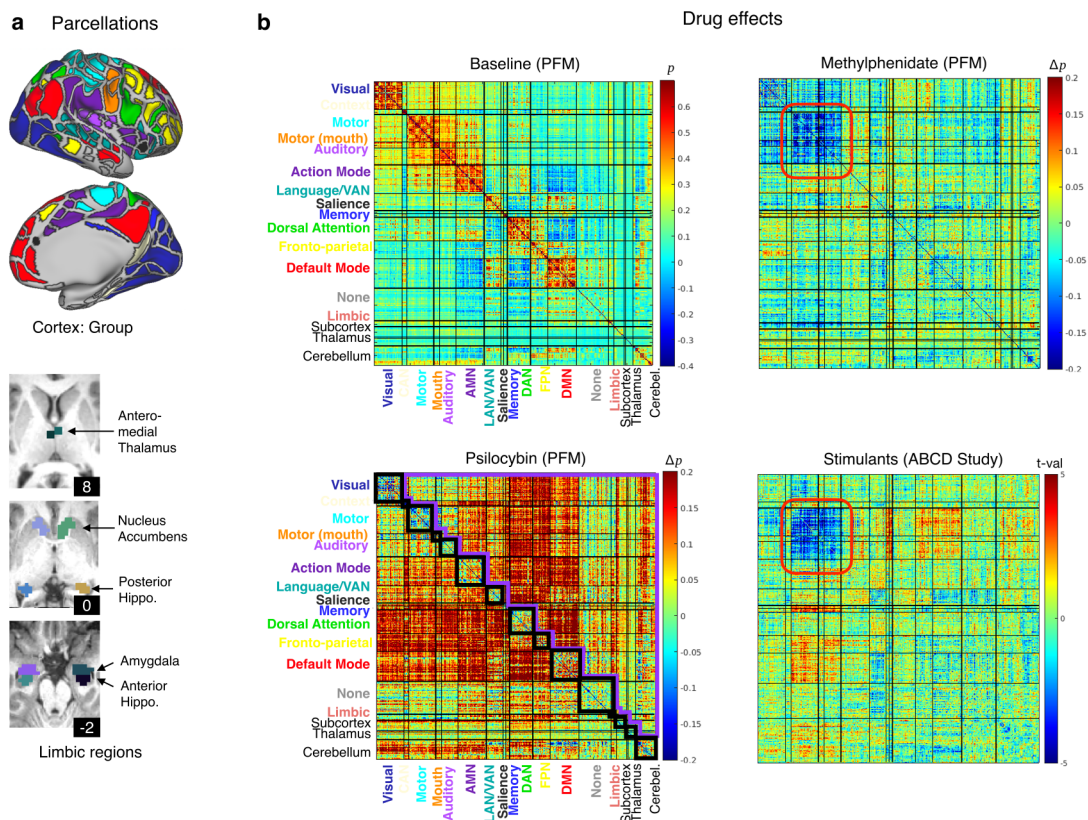 a
Parcellations
Cortex: Group
Antero-
medial
Thalamus
8
Nucleus
Accumbens
Posterior
Hippo.
0
Amygdala
Anterior
Hippo.
-2
Limbic regions
b
Drug effects
Baseline (PFM)
p
Visual
Context
Motor
Motor (mouth)
Auditory
Action Mode
Language/VAN
Salience
Memory
Dorsal Attention
Fronto-parietal
Default Mode
None
Limbic
Subcortex
Thalamus
Cerebellum
0.6
0.5
0.4
0.3
0.2
0.1
0
-0.1
-0.2
-0.3
-0.4
Visual
Motor
Mouth
Auditory
AMN
LAN/VAN
Salience
Memory
DAN
FPN
DMN
None
Limbic
Subcortex
Thalamus
Cerebel.
Methylphenidate (PFM)
Δp
0.2
0.15
0.1
0.05
0
-0.05
-0.1
-0.15
-0.2
Psilocybin (PFM)
Δp
Visual
Context
Motor
Motor (mouth)
Auditory
Action Mode
Language/VAN
Salience
Memory
Dorsal Attention
Fronto-parietal
Default Mode
None
Limbic
Subcortex
Thalamus
Cerebellum
0.2
0.15
0.1
0.05
0
-0.05
-0.1
-0.15
-0.2
Visual
Motor
Mouth
Auditory
AMN
LAN/VAN
Salience
Memory
DAN
FPN
DMN
None
Limbic
Subcortex
Thalamus
Cerebel.
Stimulants (ABCD Study)
t-val
5
0
-5